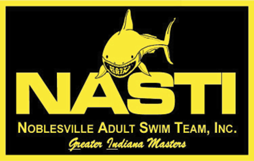 NASTI
NOBLESVILLE ADULT SWIM TEAM, INC.
Greater Indiana Masters